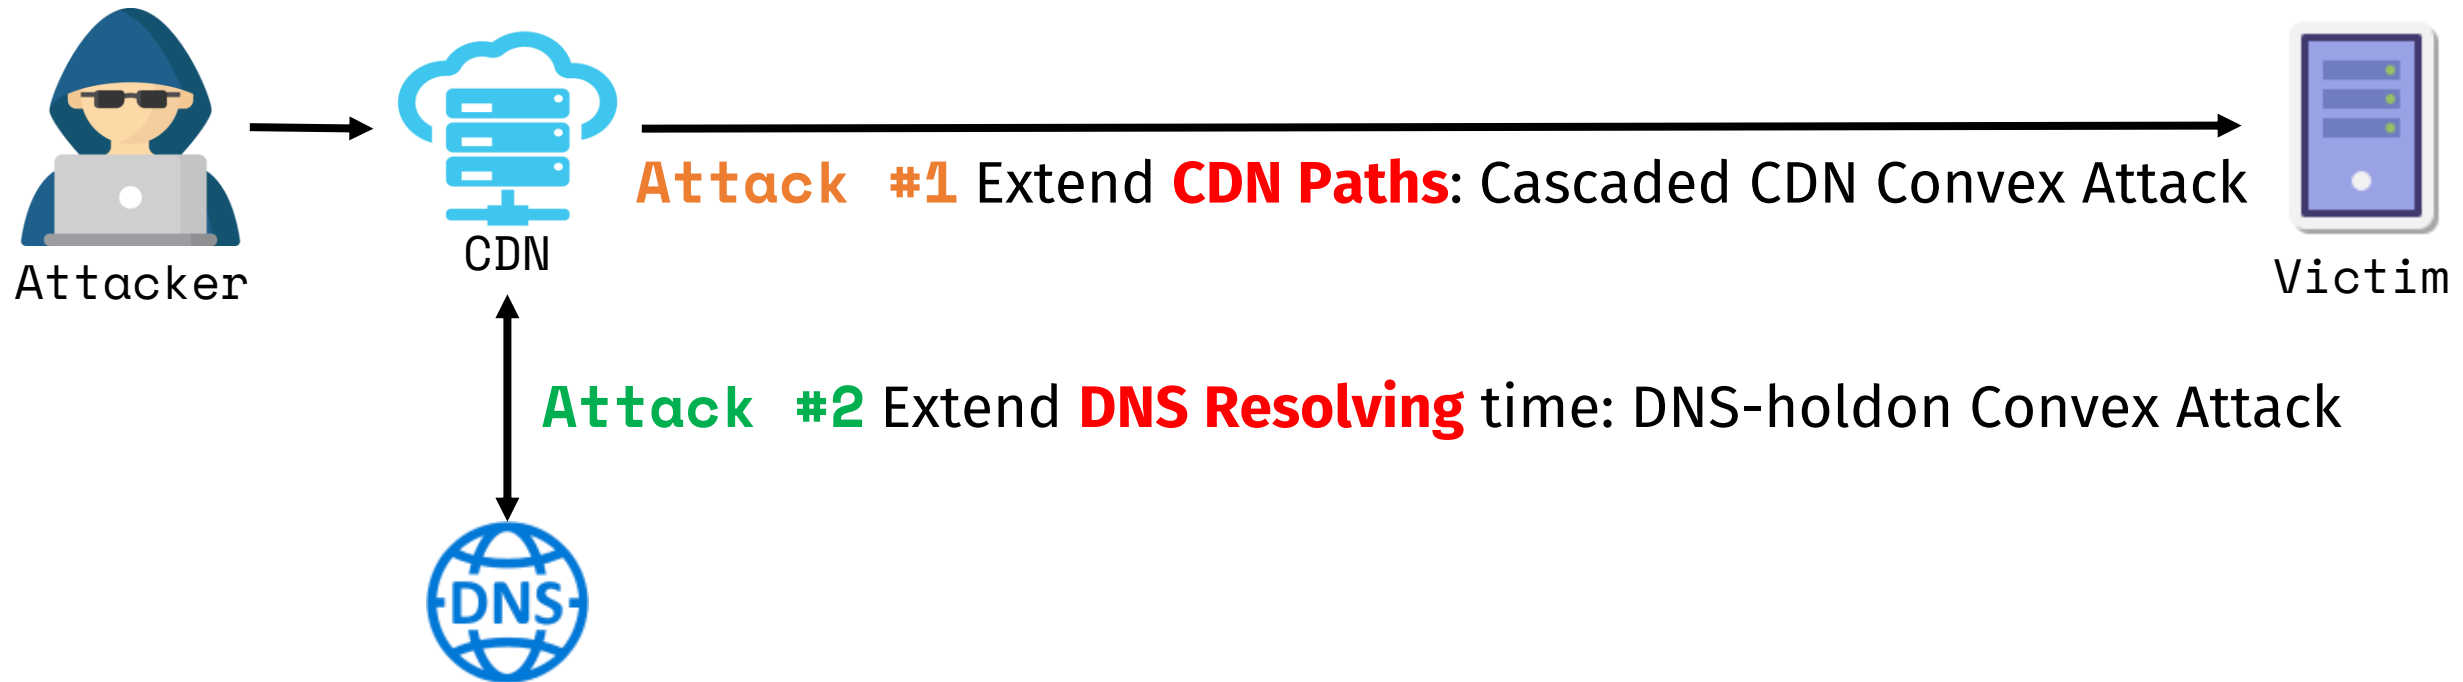 Attack #1 Extend CDN Paths: Cascaded CDN Convex Attack
CDN
Attacker
Victim
Attack #2 Extend DNS Resolving time: DNS-holdon Convex Attack
DNS